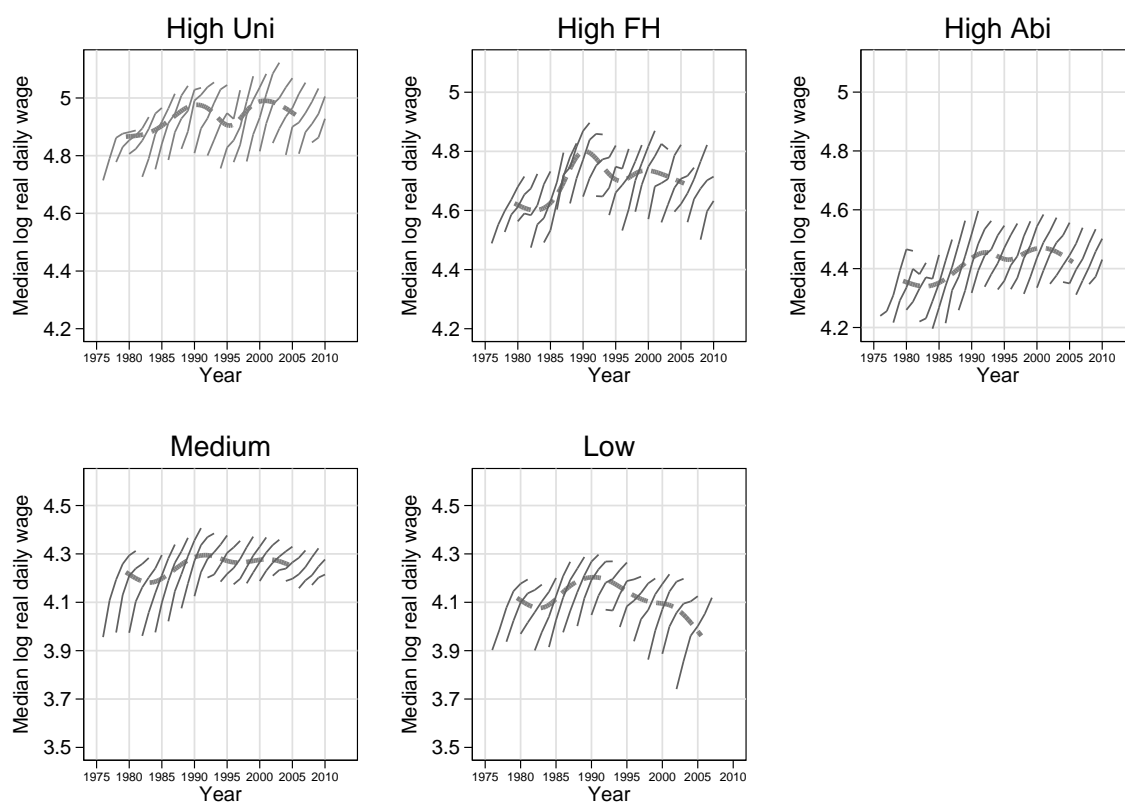 High Uni
Median log real daily wage
5
4.8
4.6
4.4
4.2
1975 1980 1985 1990 1995 2000 2005 2010
Year
High FH
Median log real daily wage
5
4.8
4.6
4.4
4.2
1975 1980 1985 1990 1995 2000 2005 2010
Year
High Abi
Median log real daily wage
5
4.8
4.6
4.4
4.2
1975 1980 1985 1990 1995 2000 2005 2010
Year
Medium
Median log real daily wage
4.5
4.3
4.1
3.9
3.7
3.5
1975 1980 1985 1990 1995 2000 2005 2010
Year
Low
Median log real daily wage
4.5
4.3
4.1
3.9
3.7
3.5
1975 1980 1985 1990 1995 2000 2005 2010
Year